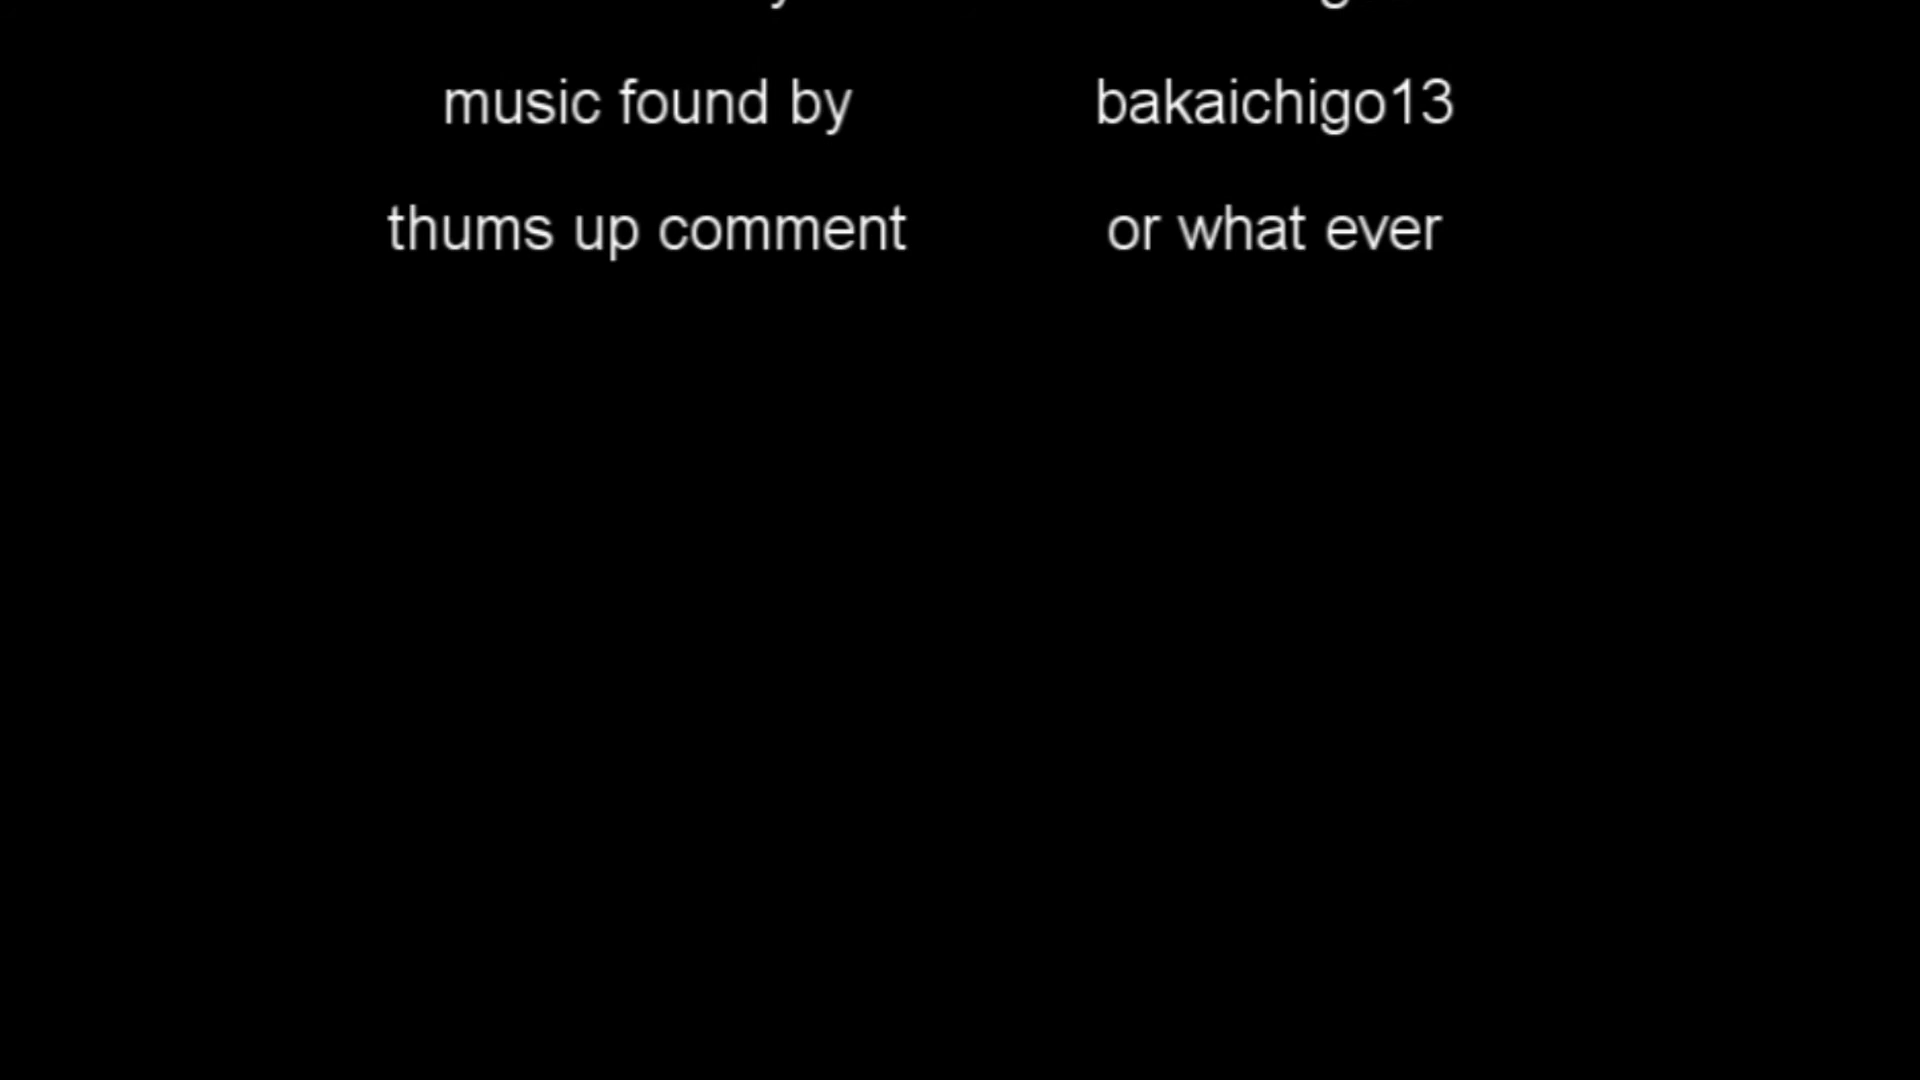 music found by bakaichigo13
thums up comment or what ever